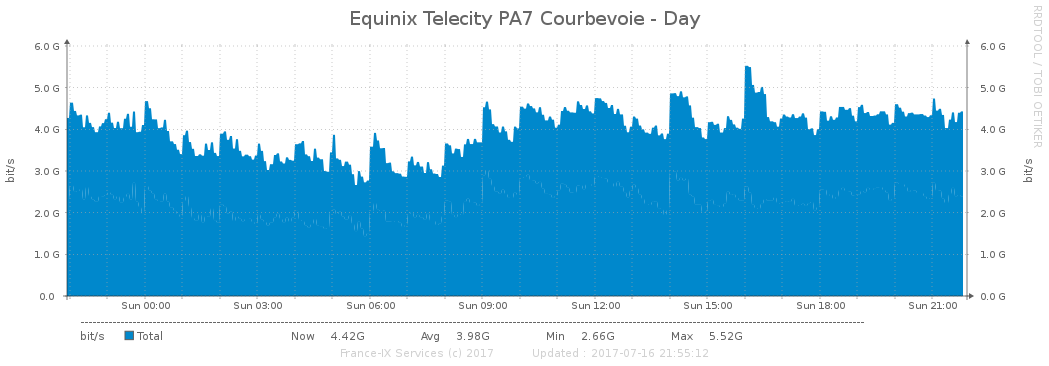 Equinix Telecity PA7 Courbevoie - Day
RRDTOOL / TOBI OETIKER
bit/s
6.0 G
5.0 G
4.0 G
3.0 G
2.0 G
1.0 G
0.0
6.0 G
5.0 G
4.0 G
3.0 G
2.0 G
1.0 G
0.0 G
bit/s
Sun 00:00 Sun 03:00 Sun 06:00 Sun 09:00 Sun 12:00 Sun 15:00 Sun 18:00 Sun 21:00
bit/s Total Now 4.42G Avg 3.98G Min 2.66G Max 5.52G
France-IX Services (c) 2017 Updated : 2017-07-16 21:55:12